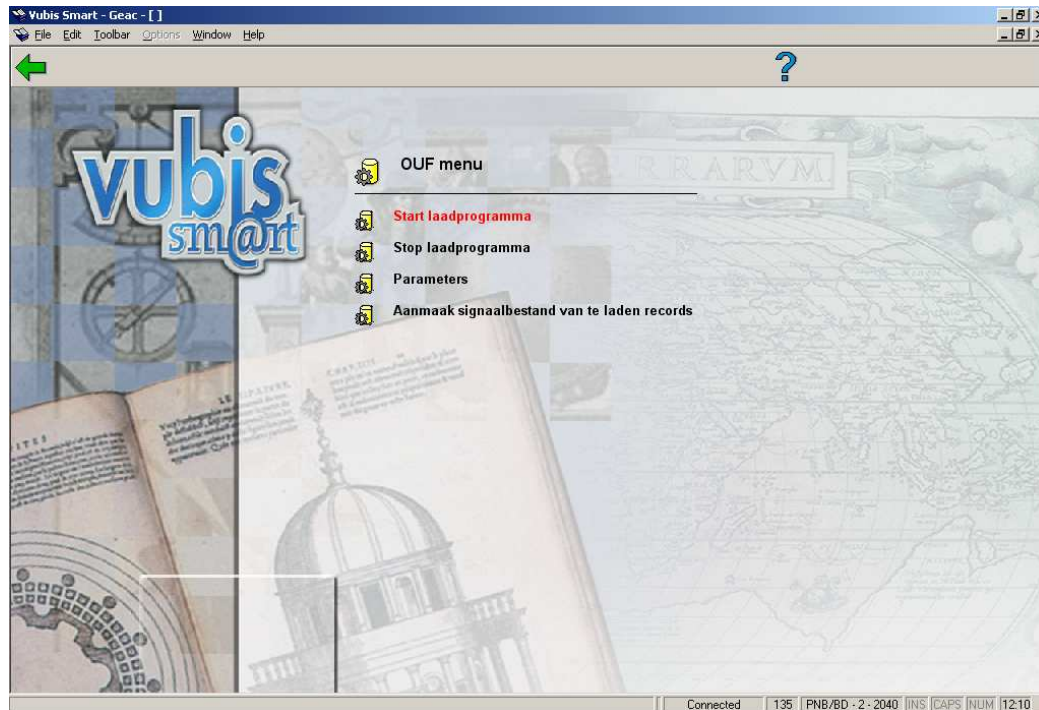 Vubis Smart - Geac - [ ]
File Edit Toolbar Options Window Help
?
vubis
sm@rt
OUF menu
Start laadprogramma
Stop laadprogramma
Parameters
Aanmaak signaalbestand van te laden records
RRARVM
Connected 135 PNB/BD - 2 - 2040 INS CAPS NUM 12:10